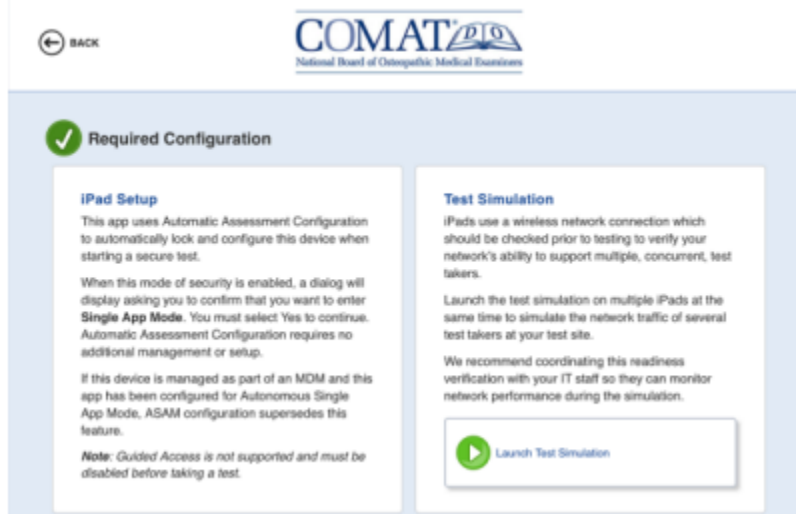 BACK
COMAT DO
National Board of Osteopathic Medical Examiners
Required Configuration
iPad Setup
This app uses Automatic Assessment Configuration
to automatically lock and configure this device when
starting a secure test.
When this mode of security is enabled, a dialog will
display asking you to confirm that you want to enter
Single App Mode. You must select Yes to continue.
Automatic Assessment Configuration requires no
additional management or setup.
If this device is managed as part of an MDM and this
app has been configured for Autonomous Single
App Mode, ASAM configuration supersedes this
feature.
Note: Guided Access is not supported and must be
disabled before taking a test.
Test Simulation
iPads use a wireless network connection which
should be checked prior to testing to verify your
network's ability to support multiple, concurrent, test
takers.
Launch the test simulation on multiple iPads at the
same time to simulate the network traffic of several
test takers at your test site.
We recommend coordinating this readiness
verification with your IT staff so they can monitor
network performance during the simulation.
Launch Test Simulation